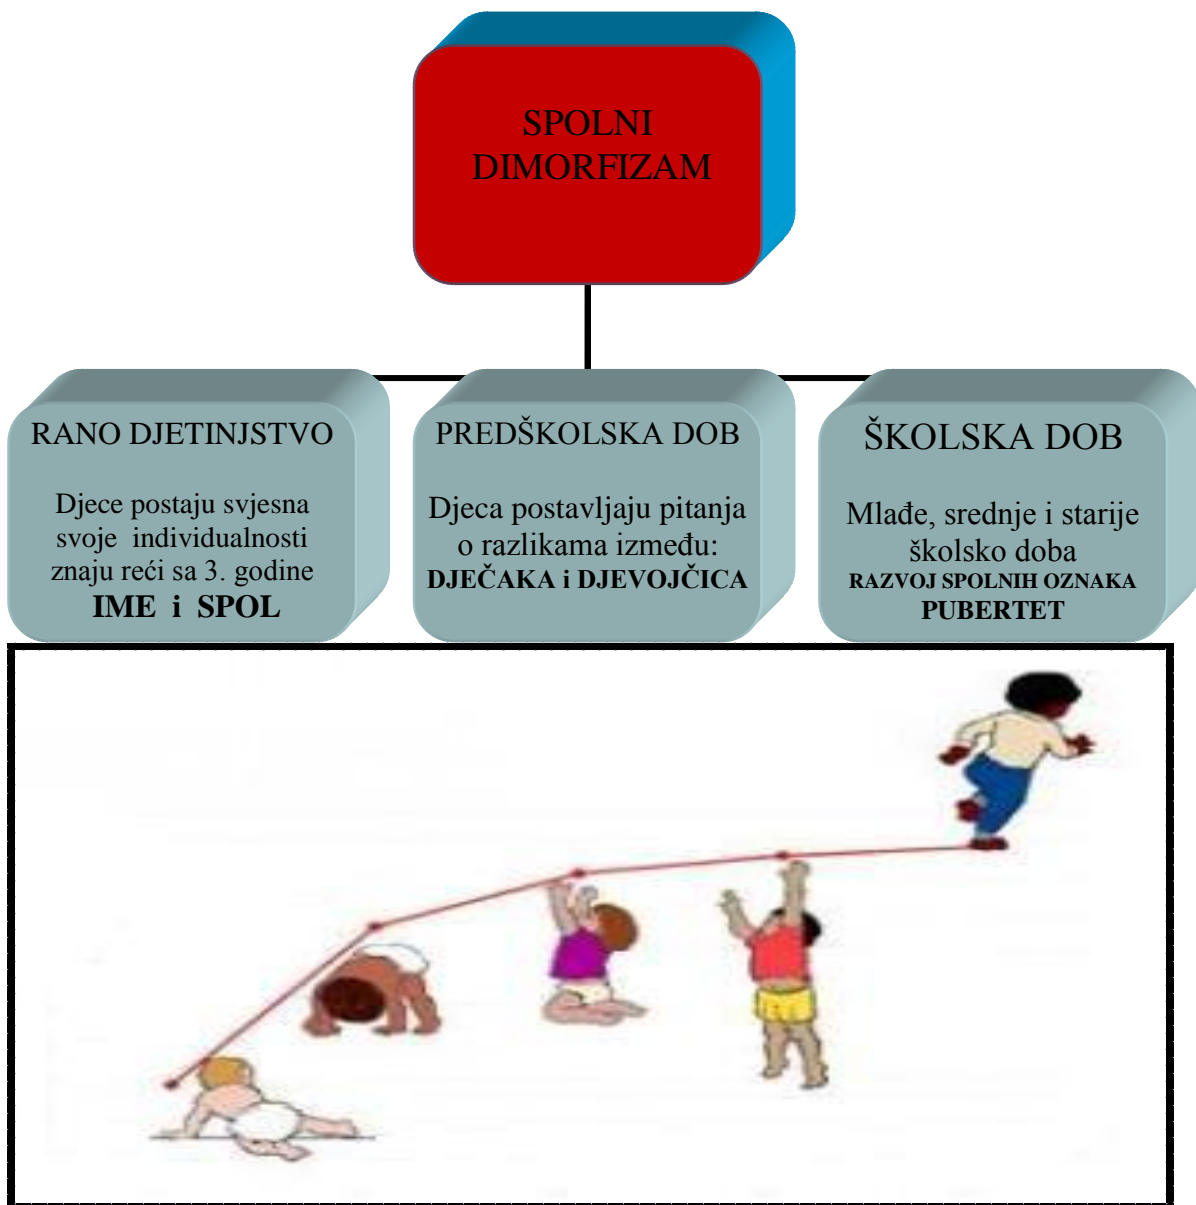 SPOLNI
DIMORFIZAM
RANO DJETINJSTVO
Djece postaju svjesna
svoje individualnosti
znaju reći sa 3. godine
IME i SPOL
PREDŠKOLSKA DOB
Djeca postavljaju pitanja
o razlikama između:
DJEČAKA i DJEVOJČICA
ŠKOLSKA DOB
Mlađe, srednje i starije
školsko doba
RAZVOJ SPOLNIH OZNAKA
PUBERTET